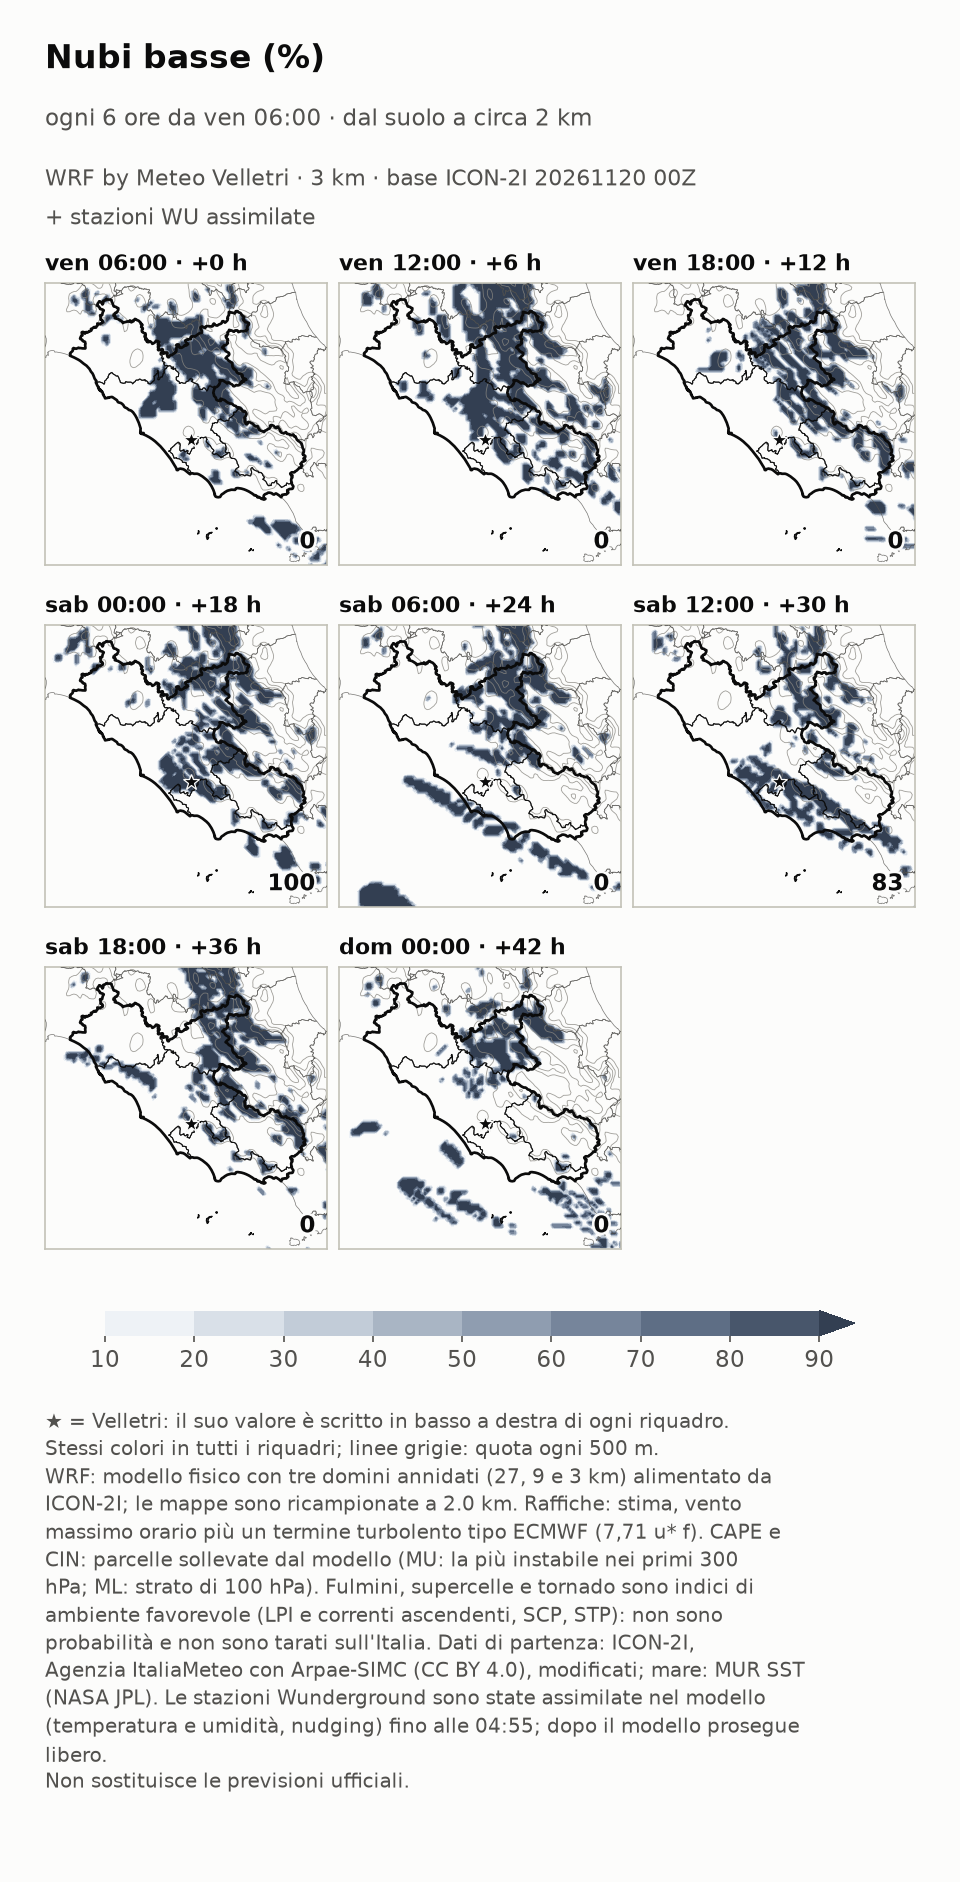 Nubi basse (%)
ogni 6 ore da ven 06:00 · dal suolo a circa 2 km
WRF by Meteo Velletri · 3 km · base ICON-2I 20261120 00Z
+ stazioni WU assimilate
ven 06:00 · +0 h
ven 12:00 · +6 h
ven 18:00 · +12 h
0
0
0
sab 00:00 · +18 h
sab 06:00 · +24 h
sab 12:00 · +30 h
100
0
83
sab 18:00 · +36 h
dom 00:00 · +42 h
0
0
10 20 30 40 50 60 70 80 90
★ = Velletri: il suo valore è scritto in basso a destra di ogni riquadro.
Stessi colori in tutti i riquadri; linee grigie: quota ogni 500 m.
WRF: modello fisico con tre domini annidati (27, 9 e 3 km) alimentato da
ICON-2I; le mappe sono ricampionate a 2.0 km. Raffiche: stima, vento
massimo orario più un termine turbolento tipo ECMWF (7,71 u* f). CAPE e
CIN: parcelle sollevate dal modello (MU: la più instabile nei primi 300
hPa; ML: strato di 100 hPa). Fulmini, supercelle e tornado sono indici di
ambiente favorevole (LPI e correnti ascendenti, SCP, STP): non sono
probabilità e non sono tarati sull'Italia. Dati di partenza: ICON-2I,
Agenzia ItaliaMeteo con Arpae-SIMC (CC BY 4.0), modificati; mare: MUR SST
(NASA JPL). Le stazioni Wunderground sono state assimilate nel modello
(temperatura e umidità, nudging) fino alle 04:55; dopo il modello prosegue
libero.
Non sostituisce le previsioni ufficiali.